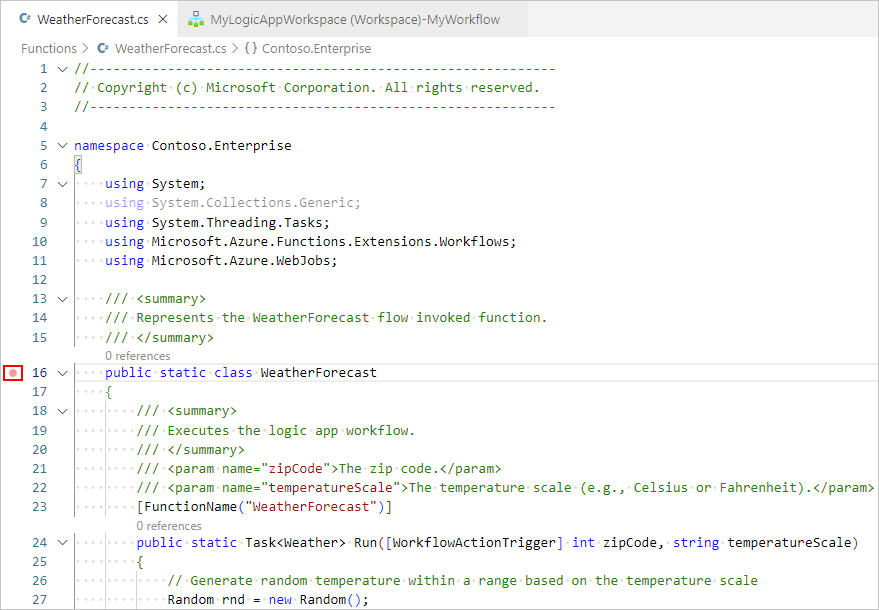 WeatherForecast.cs MyLogicAppWorkspace (Workspace)-MyWorkflow
Functions > WeatherForecast.cs > {} Contoso.Enterprise
1 //------------------------------------------------------------
2 // Copyright (c) Microsoft Corporation. All rights reserved.
3 //------------------------------------------------------------
4
5 namespace Contoso.Enterprise
6 {
7 using System;
8 using System.Collections.Generic;
9 using System.Threading.Tasks;
10 using Microsoft.Azure.Functions.Extensions.Workflows;
11 using Microsoft.Azure.WebJobs;
12
13 /// <summary>
14 /// Represents the WeatherForecast flow invoked function.
15 /// </summary>
0 references
16 public static class WeatherForecast
17 {
18 /// <summary>
19 /// Executes the logic app workflow.
20 /// </summary>
21 /// <param name="zipCode">The zip code.</param>
22 /// <param name="temperatureScale">The temperature scale (e.g., Celsius or Fahrenheit).</param>
23 [FunctionName("WeatherForecast")]
0 references
24 public static Task<Weather> Run([WorkflowActionTrigger] int zipCode, string temperatureScale)
25 {
26 // Generate random temperature within a range based on the temperature scale
27 Random rnd = new Random();